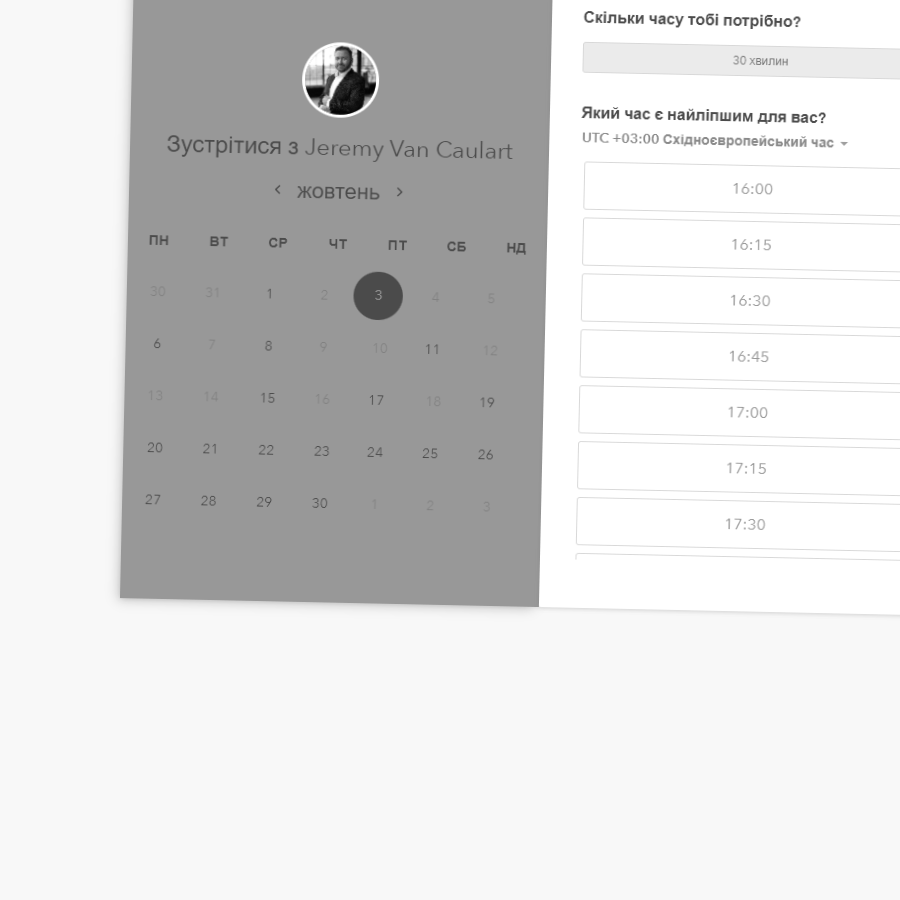 Зустрітися з Jeremy Van Caulart
жовтень
ПН ВТ СР ЧТ ПТ СБ НД
30 31 1 2 3 4 5
6 7 8 9 10 11 12
13 14 15 16 17 18 19
20 21 22 23 24 25 26
27 28 29 30 1 2 3
Скільки часу тобі потрібно?
30 хвилин
Який час є найліпшим для вас?
UTC +03:00 Східноєвропейський час
16:00
16:15
16:30
16:45
17:00
17:15
17:30